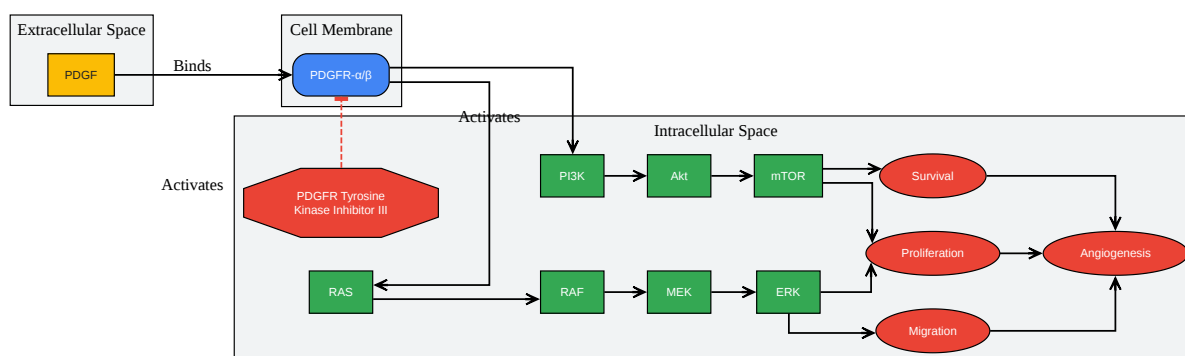 Extracellular Space
Cell Membrane
PDGF
Binds
PDGFR-α/β
Activates
Intracellular Space
Activates
PDGFR Tyrosine
Kinase Inhibitor III
PI3K
Akt
mTOR
Survival
Proliferation
Angiogenesis
RAS
RAF
MEK
ERK
Migration